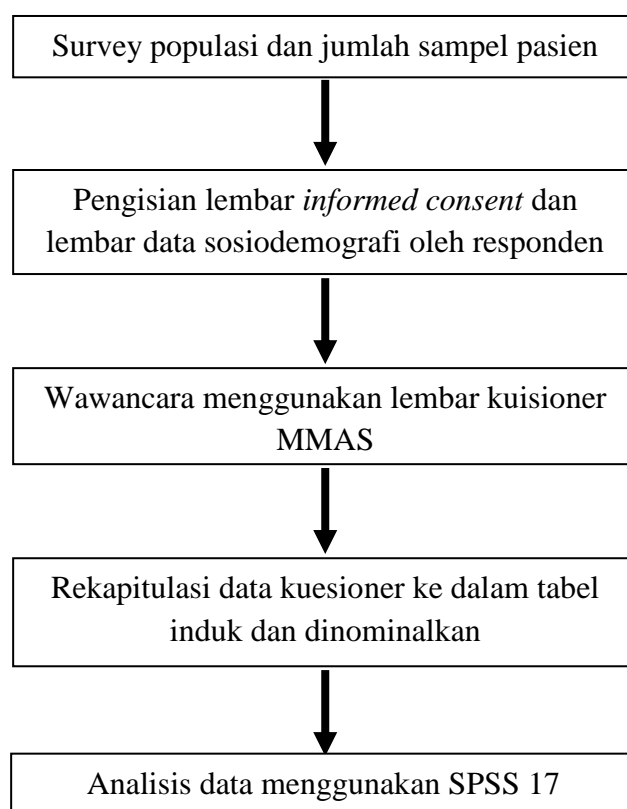 Survey populasi dan jumlah sampel pasien
Pengisian lembar informed consent dan
lembar data sosiodemografi oleh responden
Wawancara menggunakan lembar kuisioner
MMAS
Rekapitulasi data kuesioner ke dalam tabel
induk dan dinominalkan
Analisis data menggunakan SPSS 17